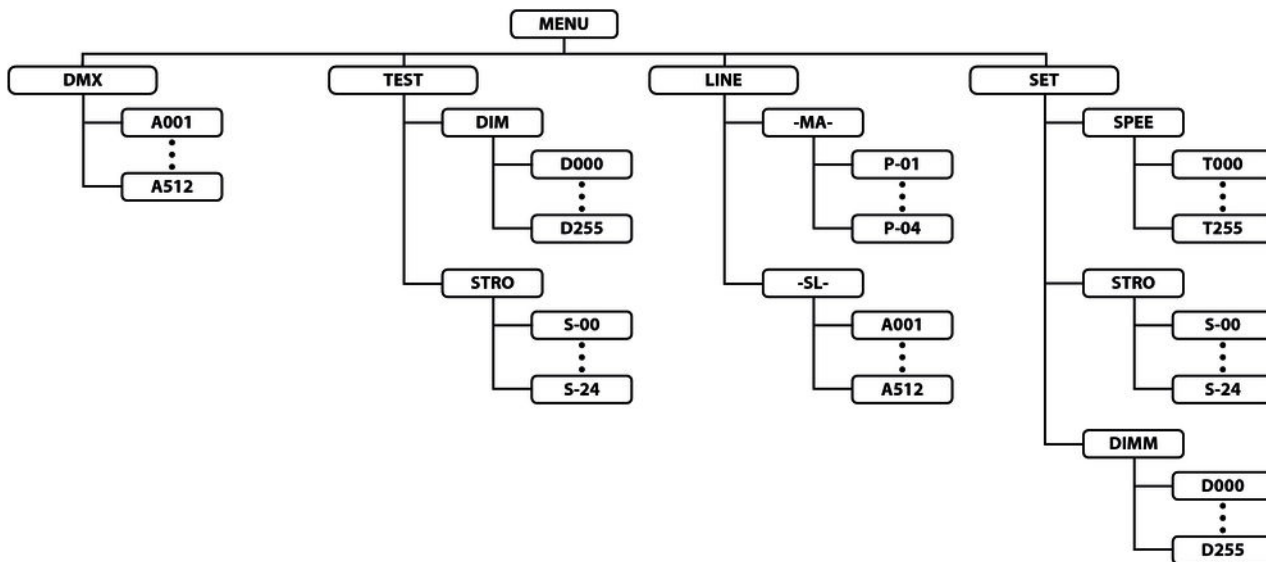 MENU
DMX
A001
A512
TEST
DIM
D000
D255
STRO
S-00
S-24
LINE
-MA-
P-01
P-04
-SL-
A001
A512
SET
SPEE
T000
T255
STRO
S-00
S-24
DIMM
D000
D255